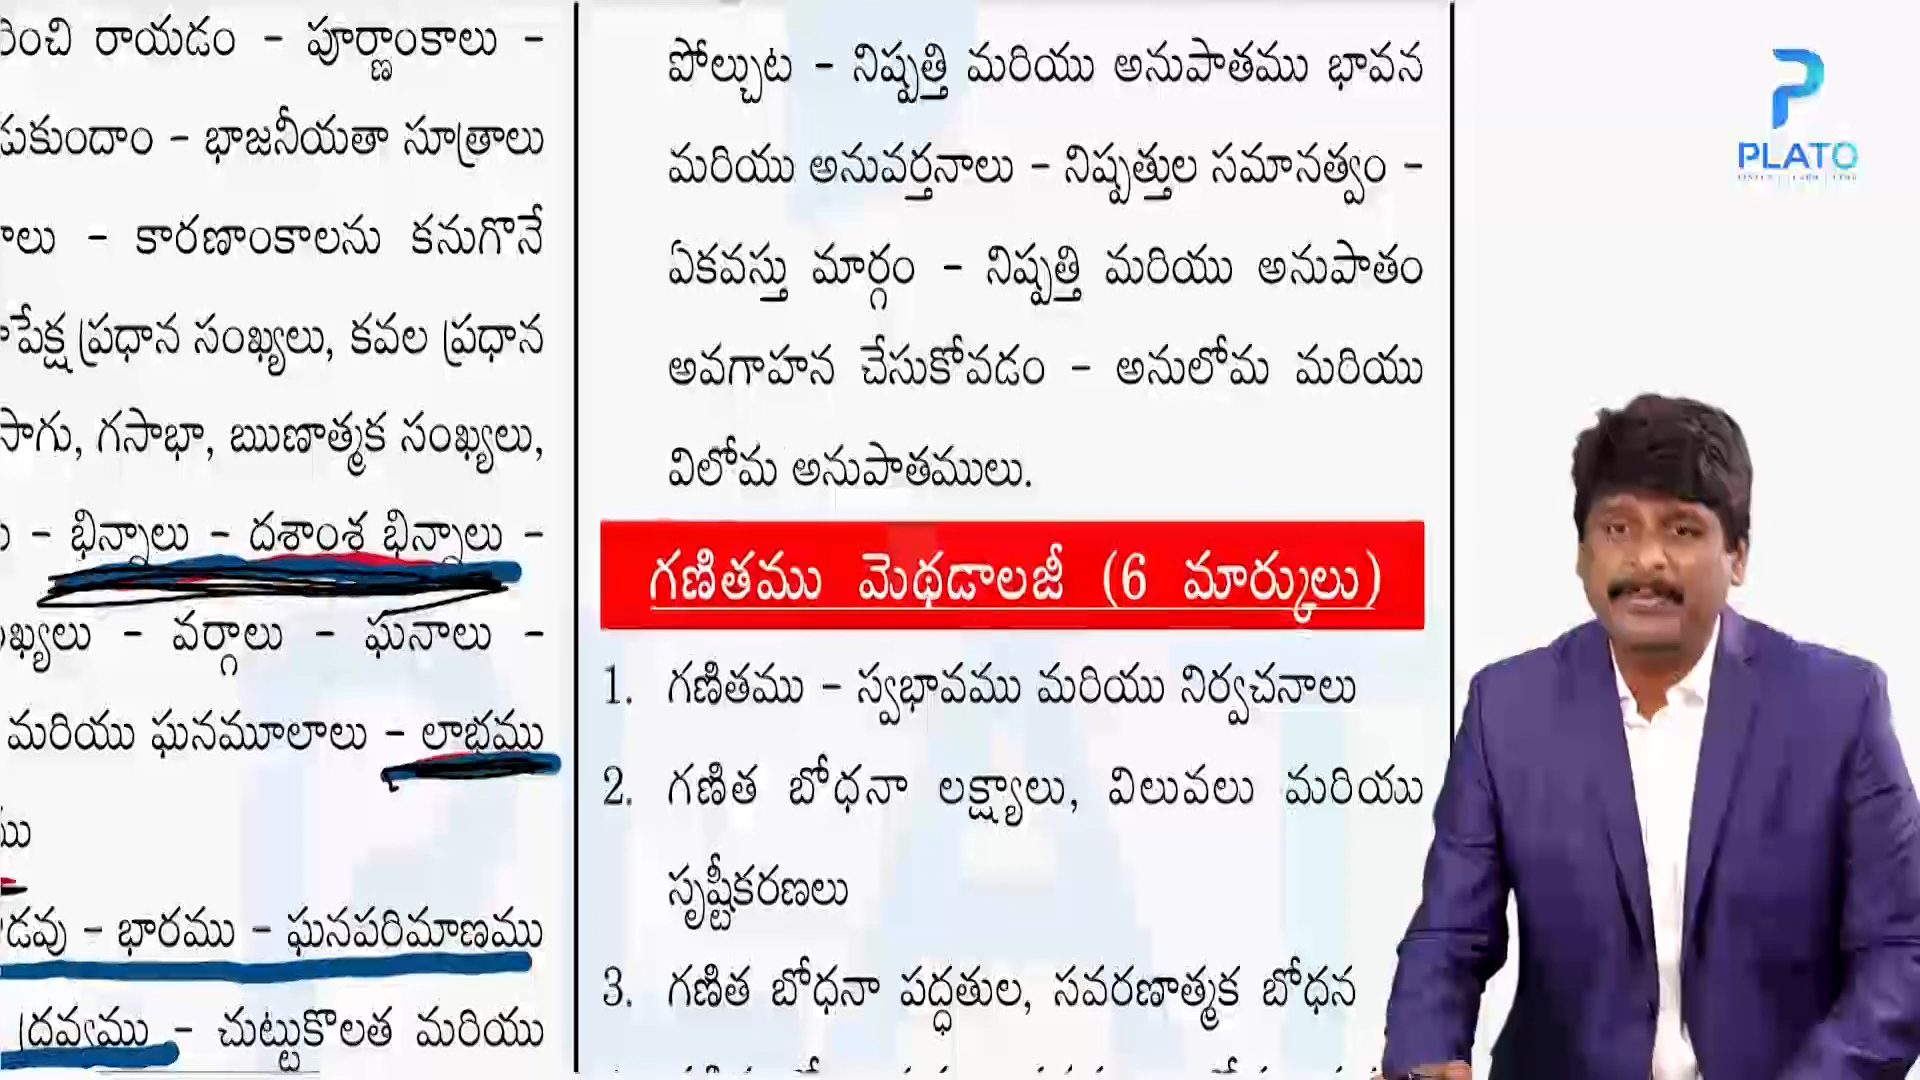 రాయడం - పూర్ణాంకాలు -
- భాజనీయతా సూత్రాలు
- కారణాంకాలను కనుగొనే
ప్రధాన సంఖ్యలు, కవల ప్రధాన
గసాభా, ఋణాత్మక సంఖ్యలు,
- భిన్నాలు - దశాంశ భిన్నాలు -
- వర్గాలు - ఘనాలు -
మరియు ఘనమూలాలు - లాభము
- భారము - ఘనపరిమాణము
ద్రవ్యము - చుట్టుకొలత మరియు
పోల్చుట - నిష్పత్తి మరియు అనుపాతము భావన
మరియు అనువర్తనాలు - నిష్పత్తుల సమానత్వం -
ఏకవస్తు మార్గం - నిష్పత్తి మరియు అనుపాతం
అవగాహన చేసుకోవడం - అనులోమ మరియు
విలోమ అనుపాతములు.
గణితము మెథడాలజీ (6 మార్కులు)
1. గణితము - స్వభావము మరియు నిర్వచనాలు
2. గణిత బోధనా లక్ష్యాలు, విలువలు మరియు
సృష్టీకరణలు
3. గణిత బోధనా పద్ధతుల, సవరణాత్మక బోధన
PLATO